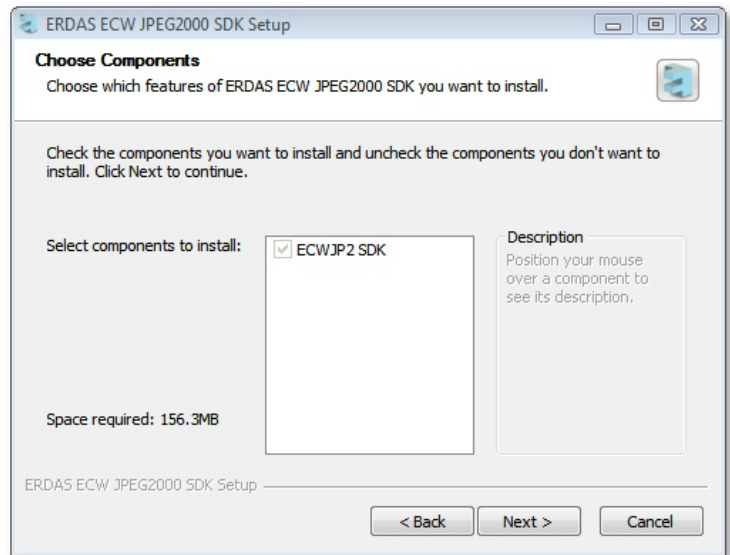 ERDAS ECW JPEG2000 SDK Setup
Choose Components
Choose which features of ERDAS ECW JPEG2000 SDK you want to install.
Check the components you want to install and uncheck the components you don't want to
install. Click Next to continue.
Select components to install:
ECWJP2 SDK
Description
Position your mouse
over a component to
see its description.
Space required: 156.3MB
ERDAS ECW JPEG2000 SDK Setup
< Back
Next >
Cancel